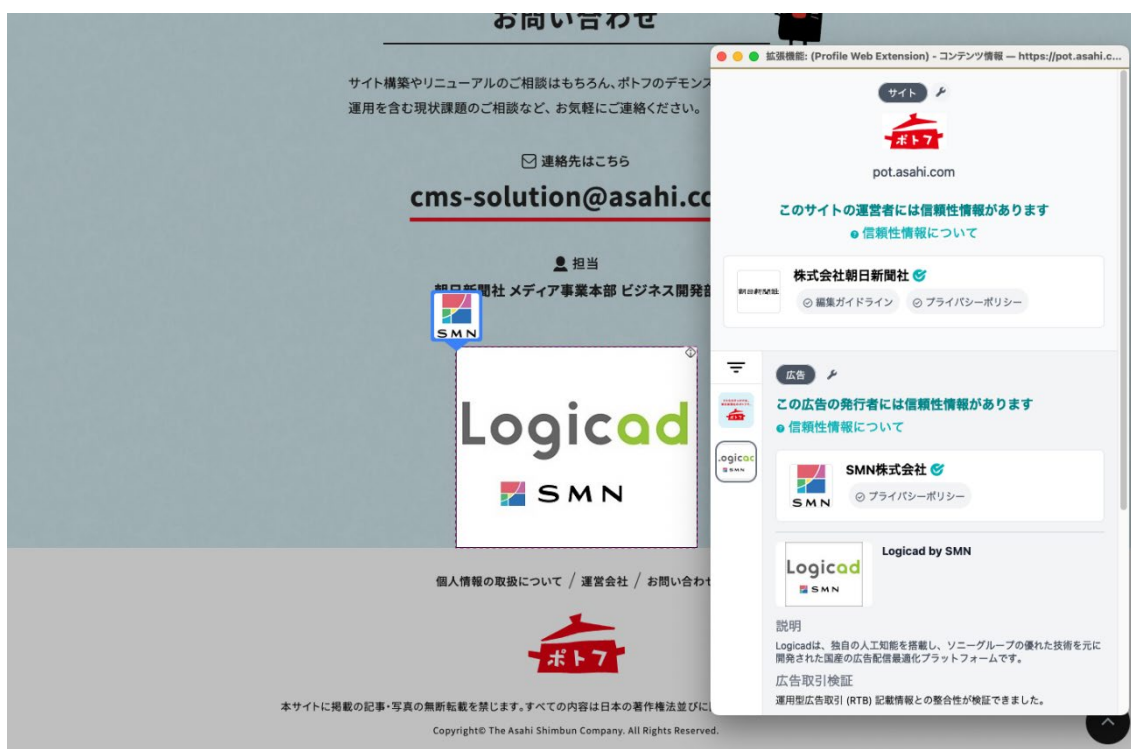 お問い合わせ
サイト構築やリニューアルのご相談はもちろん、ポトフのデモンス
運用を含む現状課題のご相談など、お気軽にご連絡ください。
連絡先はこちら
cms-solution@asahi.co
担当
朝日新聞社 メディア事業本部 ビジネス開発部
SMN
Logicad
SMN
個人情報の取扱について / 運営会社 / お問い合わせ
ポトフ
本サイトに掲載の記事・写真の無断転載を禁じます。すべての内容は日本の著作権法並びに
Copyright© The Asahi Shimbun Company. All Rights Reserved.
拡張機能: (Profile Web Extension) - コンテンツ情報 — https://pot.asahi.c...
サイト
ポトフ
pot.asahi.com
このサイトの運営者には信頼性情報があります
信頼性情報について
朝日新聞社
株式会社朝日新聞社
編集ガイドライン プライバシーポリシー
広告
この広告の発行者には信頼性情報があります
信頼性情報について
Logicad
SMN
SMN株式会社
プライバシーポリシー
SMN
Logicad by SMN
Logicad
SMN
説明
Logicadは、独自の人工知能を搭載し、ソニーグループの優れた技術を元に
開発された国産の広告配信最適化プラットフォームです。
広告取引検証
運用型広告取引 (RTB) 記載情報との整合性が検証できました。